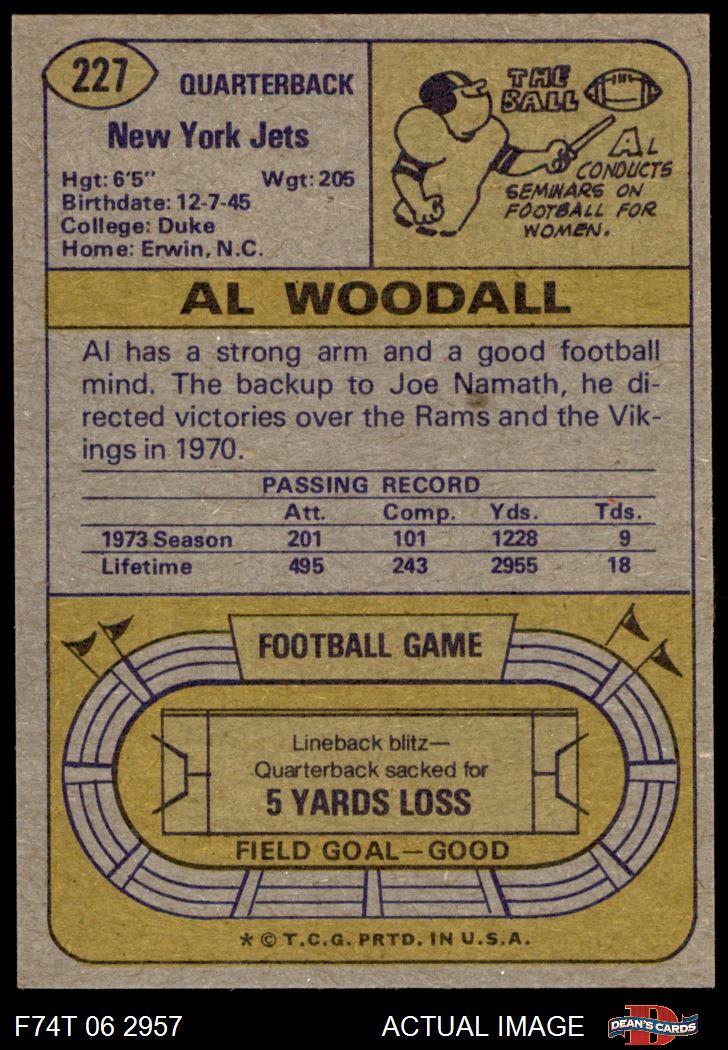 227
QUARTERBACK
New York Jets
Hgt: 6'5" Wgt: 205
Birthdate: 12-7-45
College: Duke
Home: Erwin, N.C.
THE
BALL
AL
CONDUCTS
SEMINARS ON
FOOTBALL FOR
WOMEN.
AL WOODALL
Al has a strong arm and a good football
mind. The backup to Joe Namath, he di-
rected victories over the Rams and the Vik-
ings in 1970.
PASSING RECORD
Att. Comp. Yds. Tds.
1973 Season 201 101 1228 9
Lifetime 495 243 2955 18
FOOTBALL GAME
Lineback blitz—
Quarterback sacked for
5 YARDS LOSS
FIELD GOAL—GOOD
* © T.C.G. PRTD. IN U.S.A.
F74T 06 2957 ACTUAL IMAGE
D
DEAN'S CARDS